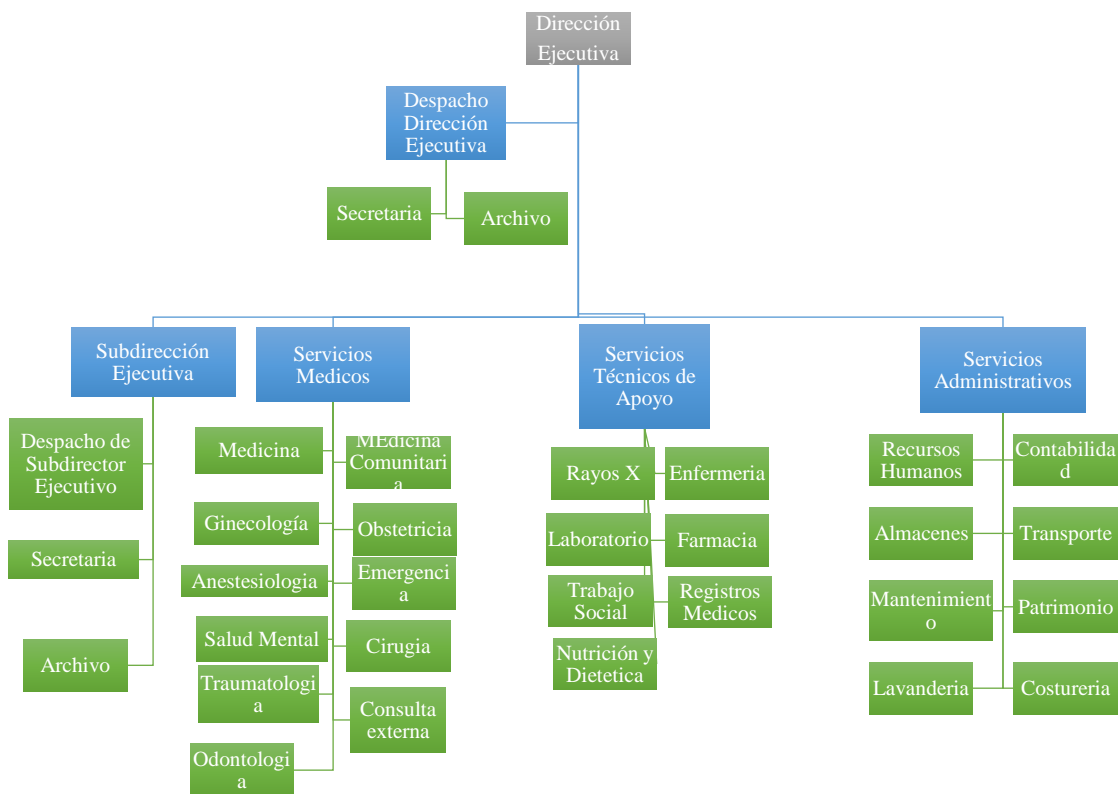 Dirección
Ejecutiva
Despacho
Dirección
Ejecutiva
Secretaria
Archivo
Subdirección
Ejecutiva
Despacho de
Subdirector
Ejecutivo
Secretaria
Archivo
Servicios
Medicos
Medicina
MEdicina
Comunitari
a
Ginecología
Obstetricia
Anestesiologia
Emergenci
a
Salud Mental
Cirugia
Traumatologi
a
Consulta
externa
Odontologi
a
Servicios
Técnicos de
Apoyo
Rayos X
Enfermeria
Laboratorio
Farmacia
Trabajo
Social
Registros
Medicos
Nutrición y
Dietetica
Servicios
Administrativos
Recursos
Humanos
Contabilida
d
Almacenes
Transporte
Mantenimient
o
Patrimonio
Lavanderia
Costureria